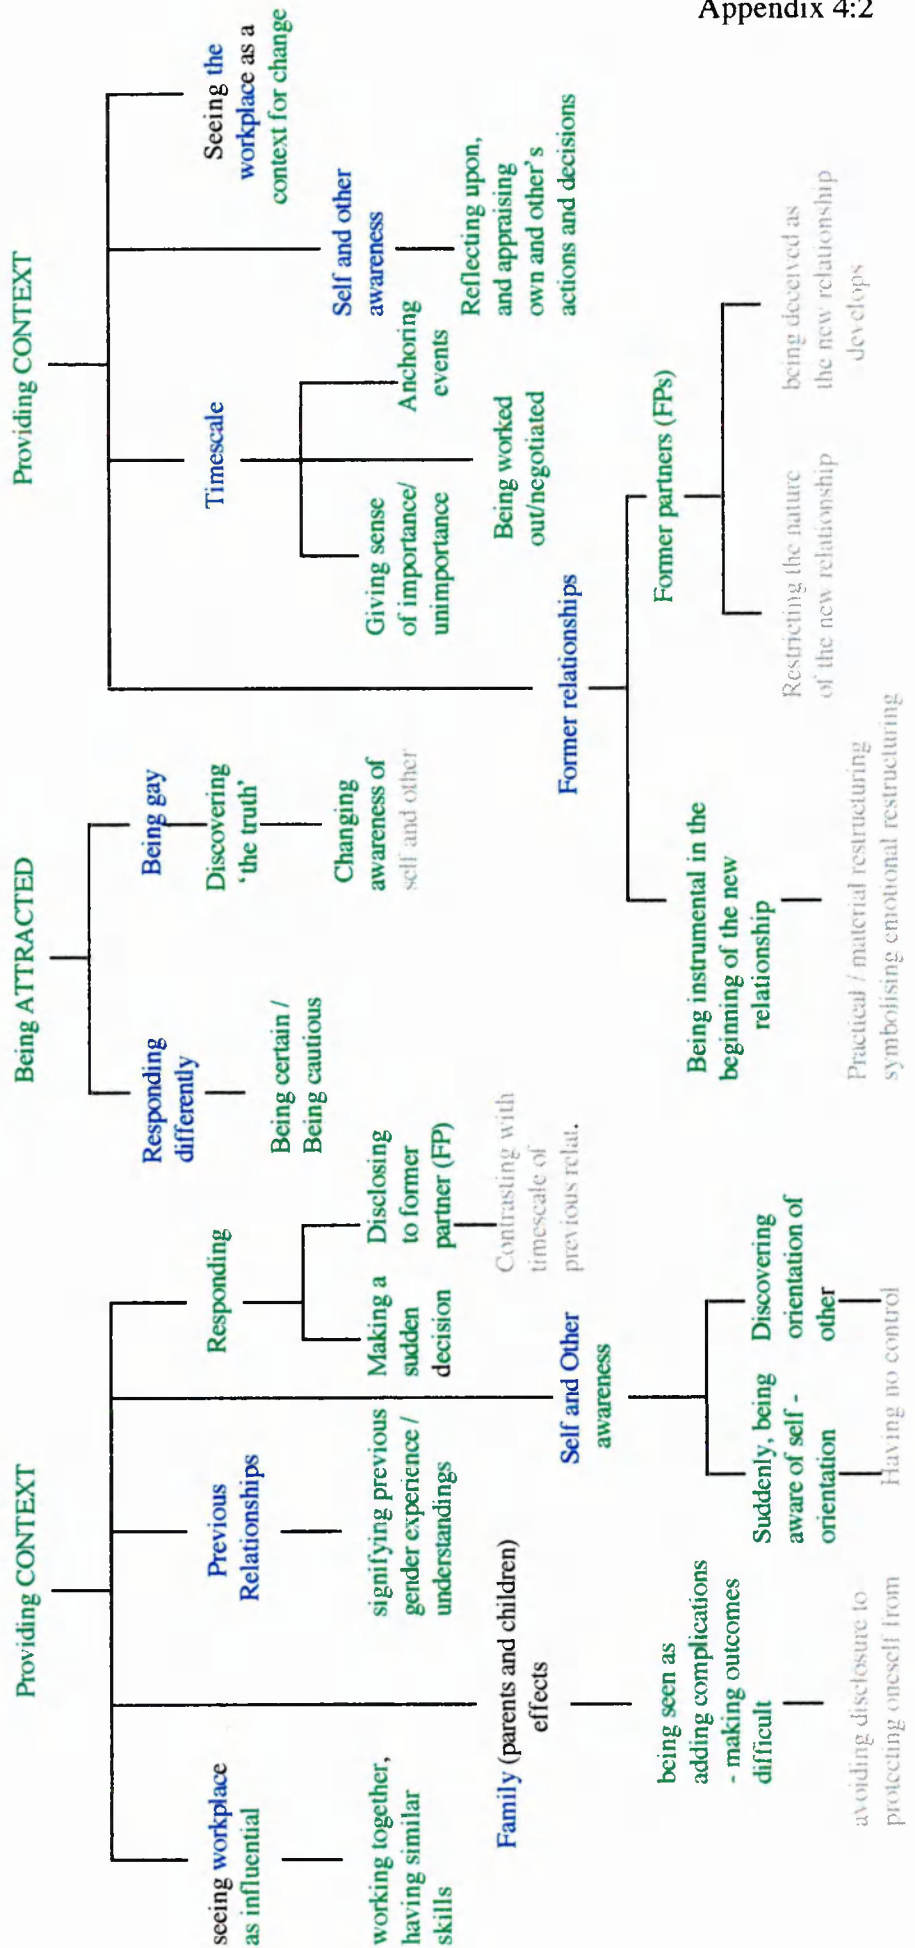 Appendix 4:2
Providing CONTEXT
seeing workplace
as influential
working together,
having similar
skills
Family (parents and children)
effects
being seen as
adding complications
- making outcomes
difficult
avoiding disclosure to
protecting oneself from
Previous
Relationships
signifying previous
gender experience /
understandings
Self and Other
awareness
Suddenly, being
aware of self -
orientation
Discovering
orientation of
other
Having no control
Responding
Making a
sudden
decision
Disclosing
to former
partner (FP)
Contrasting with
timescale of
previous relat.
Being ATTRACTED
Responding
differently
Being certain /
Being cautious
Being gay
Discovering
'the truth'
Changing
awareness of
self and other
Providing CONTEXT
Former relationships
Being instrumental in the
beginning of the new
relationship
Practical / material restructuring
symbolising emotional restructuring
Former partners (FPs)
Restricting the nature
of the new relationship
being deceived as
the new relationship
develops
Timescale
Giving sense
of importance/
unimportance
Being worked
out/negotiated
Anchoring
events
Self and other
awareness
Reflecting upon,
and appraising
own and other's
actions and decisions
Seeing the
workplace as a
context for change